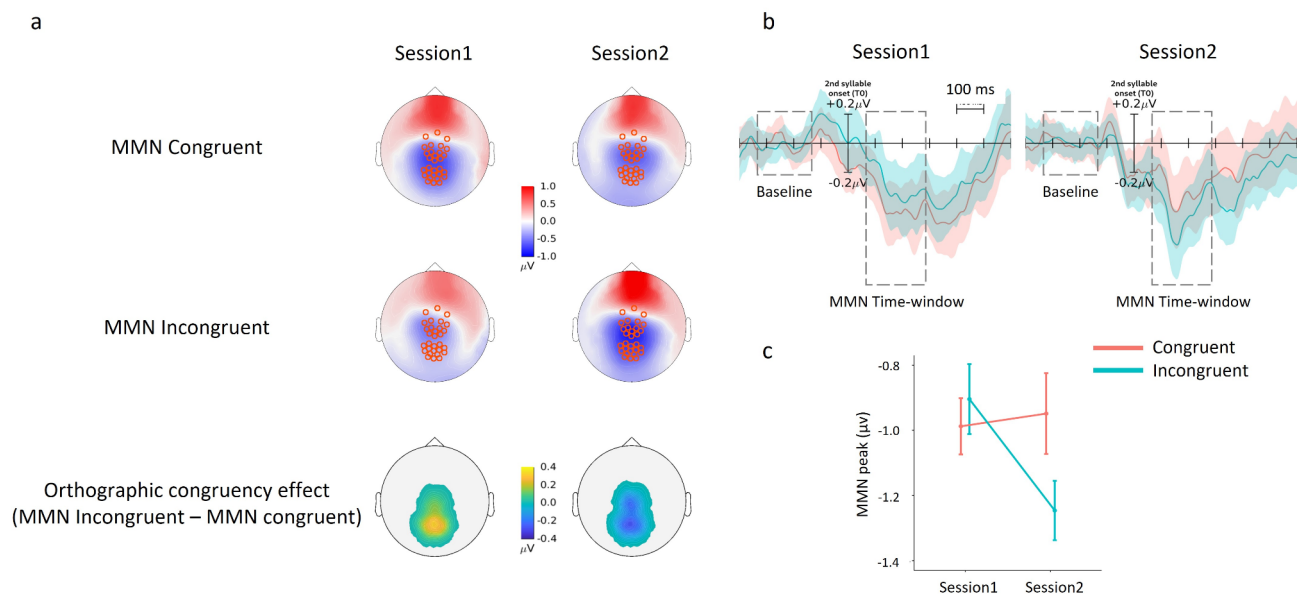 a
Session1
Session2
MMN Congruent
1.0
0.5
0.0
-0.5
-1.0
μV
MMN Incongruent
Orthographic congruency effect
(MMN Incongruent – MMN congruent)
0.4
0.2
0.0
-0.2
-0.4
μV
b
Session1
Session2
2nd syllable
onset (T0)
+0.2μV
-0.2μV
100 ms
Baseline
MMN Time-window
2nd syllable
onset (T0)
+0.2μV
-0.2μV
Baseline
MMN Time-window
c
Congruent
Incongruent
MMN peak (μv)
-0.8
-1.0
-1.2
-1.4
Session1
Session2